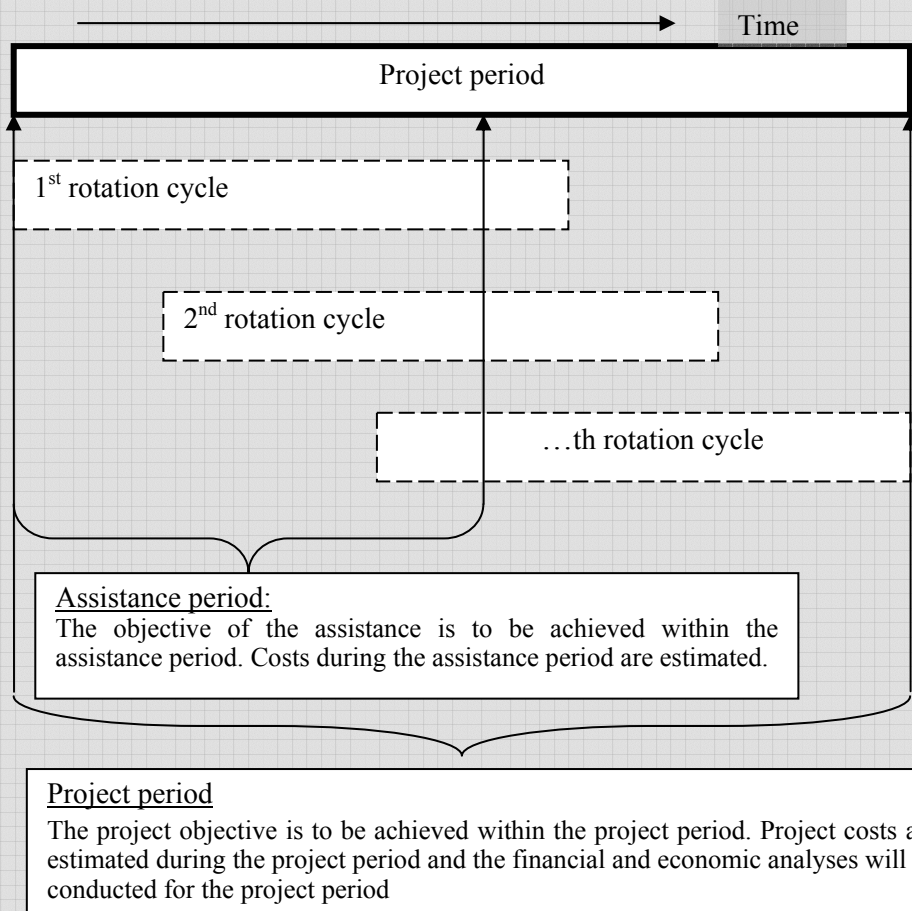 Time
Project period
1st rotation cycle
2nd rotation cycle
…th rotation cycle
Assistance period:
The objective of the assistance is to be achieved within the
assistance period. Costs during the assistance period are estimated.
Project period
The project objective is to be achieved within the project period. Project costs a
estimated during the project period and the financial and economic analyses will
conducted for the project period